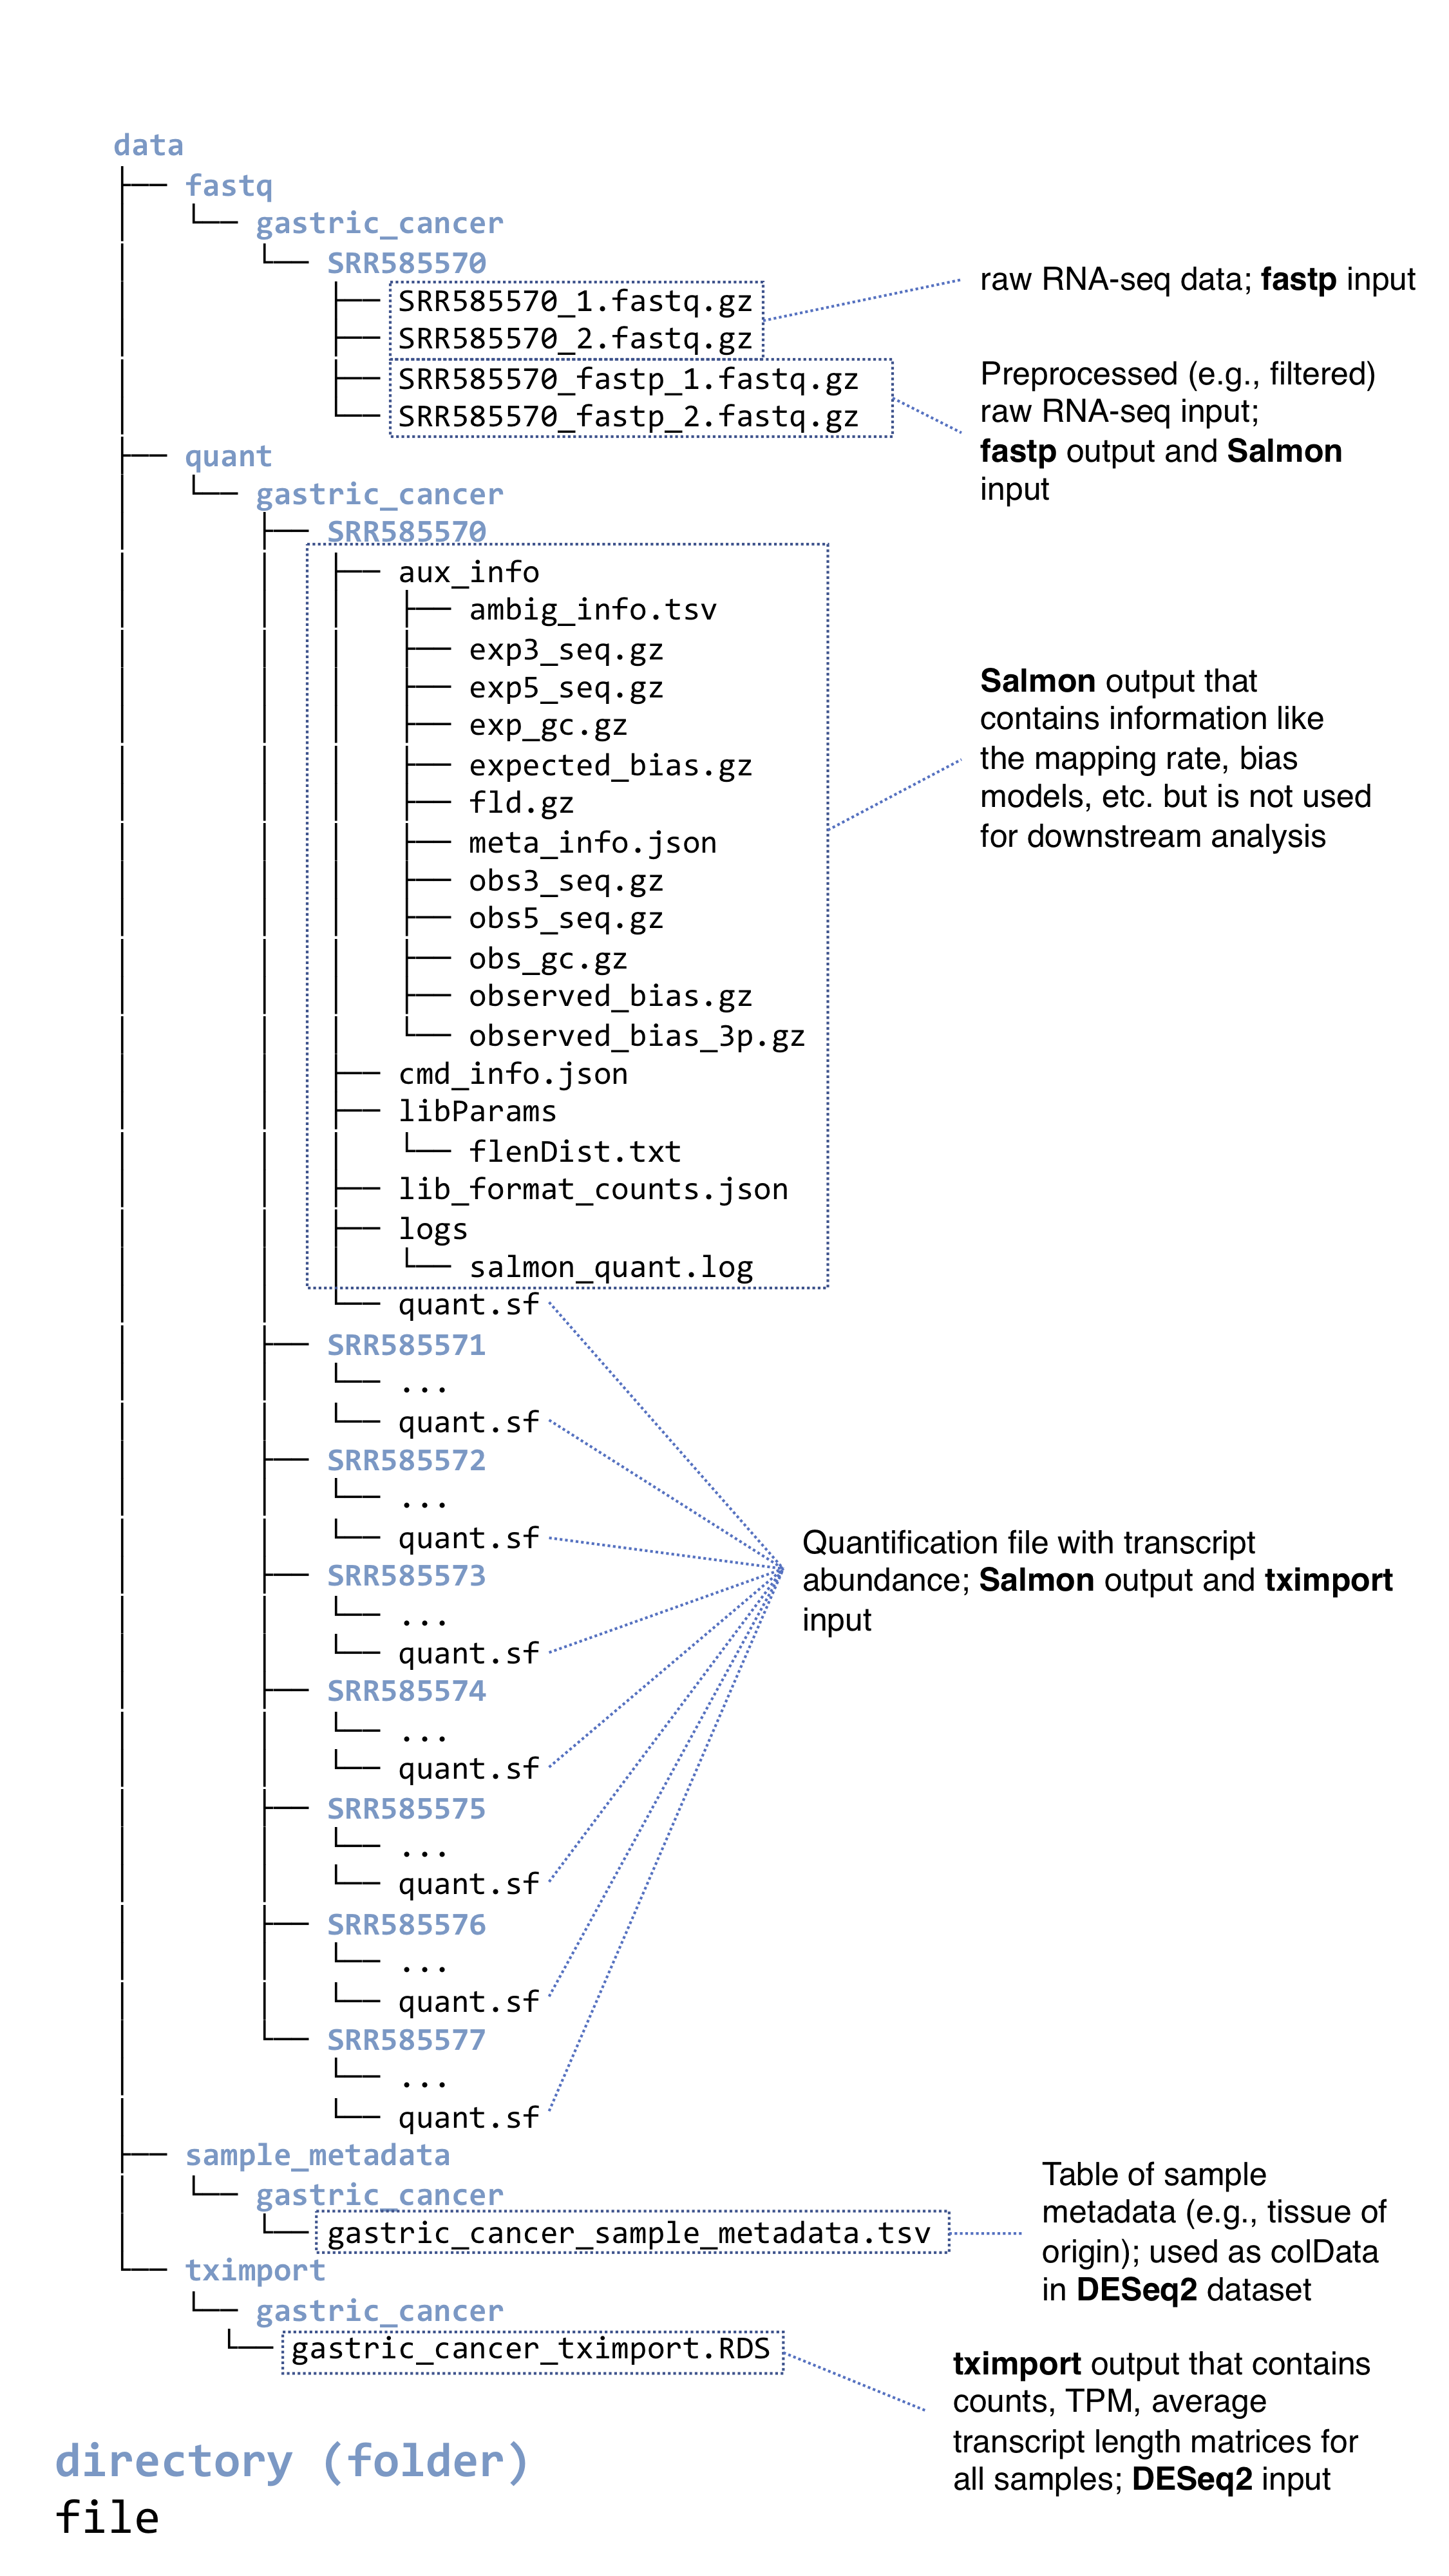 data
fastq
gastric_cancer
SRR585570
SRR585570_1.fastq.gz
SRR585570_2.fastq.gz
raw RNA-seq data; fastp input
SRR585570_fastp_1.fastq.gz
SRR585570_fastp_2.fastq.gz
Preprocessed (e.g., filtered)
raw RNA-seq input;
fastp output and Salmon
input
quant
gastric_cancer
SRR585570
aux_info
ambig_info.tsv
exp3_seq.gz
exp5_seq.gz
exp_gc.gz
expected_bias.gz
fld.gz
meta_info.json
obs3_seq.gz
obs5_seq.gz
obs_gc.gz
observed_bias.gz
observed_bias_3p.gz
cmd_info.json
libParams
flenDist.txt
lib_format_counts.json
logs
salmon_quant.log
Salmon output that
contains information like
the mapping rate, bias
models, etc. but is not used
for downstream analysis
quant.sf
SRR585571
...
quant.sf
SRR585572
...
quant.sf
SRR585573
...
quant.sf
SRR585574
...
quant.sf
SRR585575
...
quant.sf
SRR585576
...
quant.sf
SRR585577
...
quant.sf
Quantification file with transcript
abundance; Salmon output and tximport
input
sample_metadata
gastric_cancer
gastric_cancer_sample_metadata.tsv
Table of sample
metadata (e.g., tissue of
origin); used as colData
in DESeq2 dataset
tximport
gastric_cancer
gastric_cancer_tximport.RDS
tximport output that contains
counts, TPM, average
transcript length matrices for
all samples; DESeq2 input
directory (folder)
file